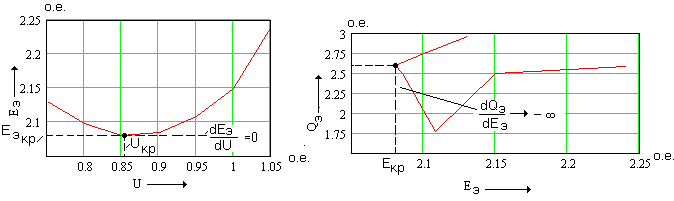 о.е.
2.25
2.2
Eэ
2.15
2.1
Eэкр
Uкр
dEэ
dU
=0
0.8
0.85
0.9
0.95
1
1.05
о.е.
U
о.е.
3
2.75
2.5
2.25
Qэ
2
1.75
dQэ
dEэ
- ∞
Eкр
2.1
2.15
2.2
2.25
о.е.
Eэ